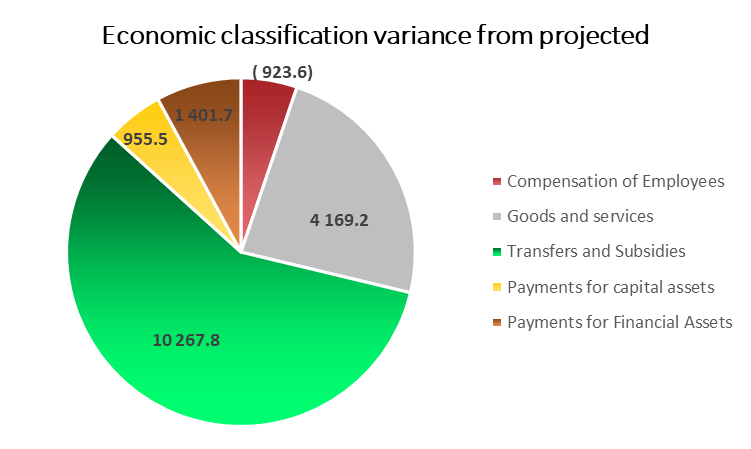 Economic classification variance from projected
( 923.6)
1 401.7
955.5
4 169.2
10 267.8
Compensation of Employees
Goods and services
Transfers and Subsidies
Payments for capital assets
Payments for Financial Assets